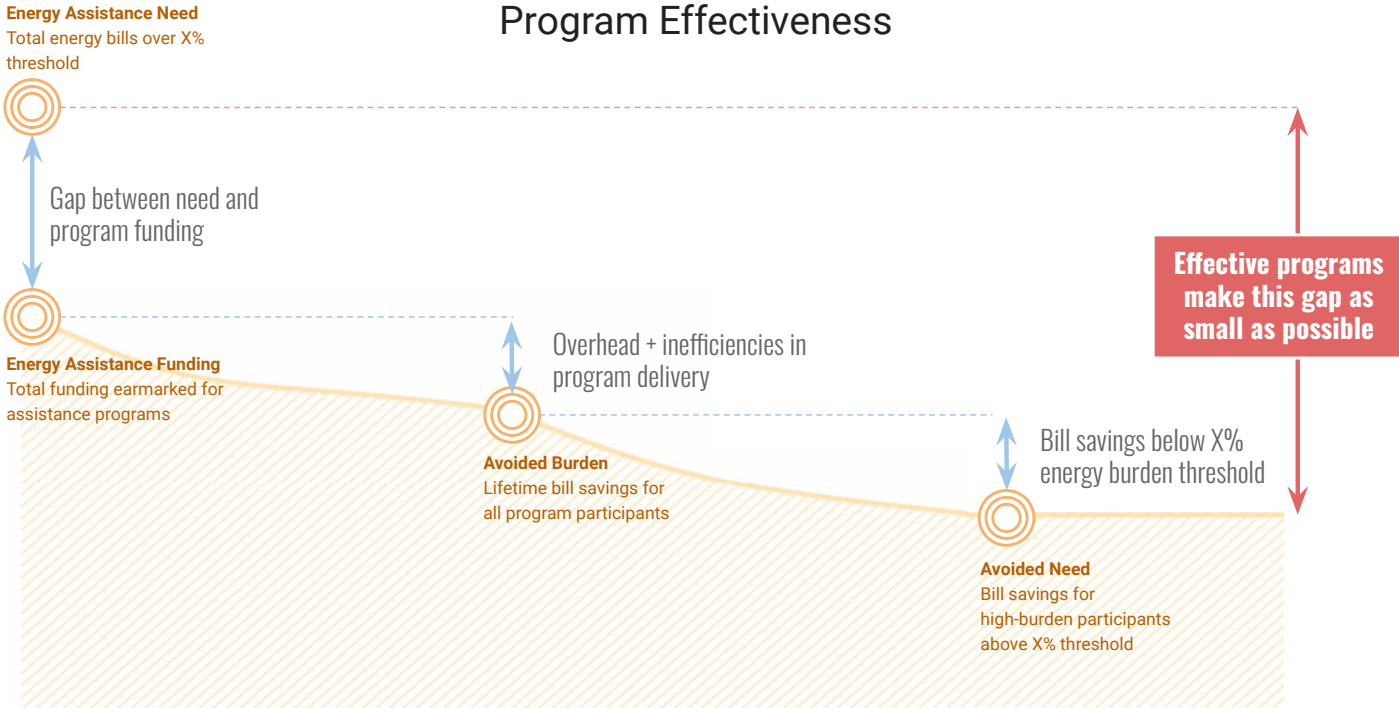 Program Effectiveness
Energy Assistance Need
Total energy bills over X%
threshold
Gap between need and
program funding
Energy Assistance Funding
Total funding earmarked for
assistance programs
Overhead + inefficiencies in
program delivery
Avoided Burden
Lifetime bill savings for
all program participants
Bill savings below X%
energy burden threshold
Avoided Need
Bill savings for
high-burden participants
above X% threshold
Effective programs
make this gap as
small as possible